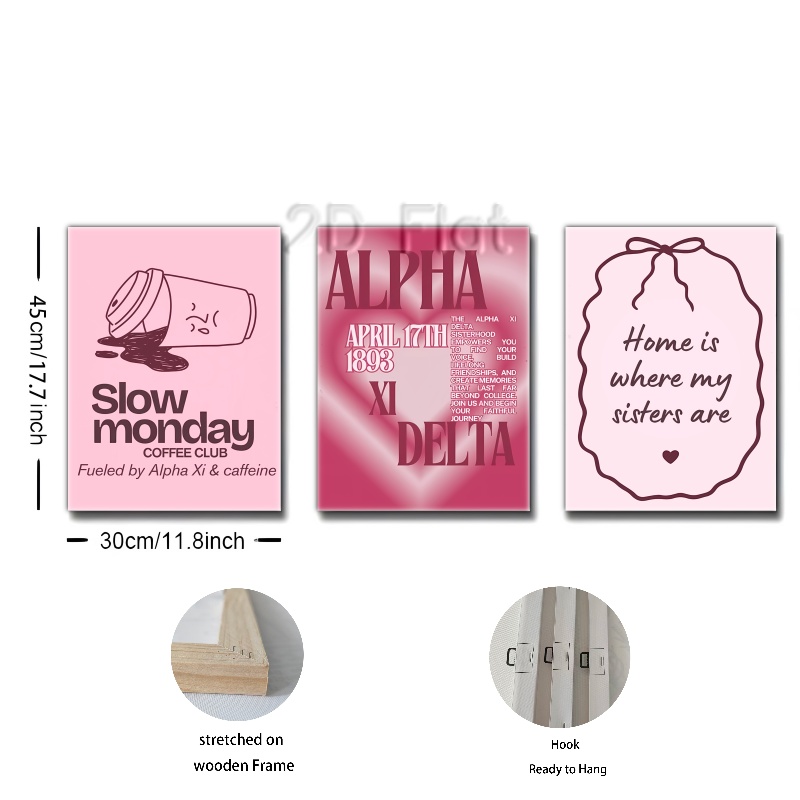 2D Flat
45cm/17.7inch
Slow
monday
COFFEE CLUB
Fueled by Alpha Xi & caffeine
ALPHA
APRIL 17TH
1893
THE ALPHA XI
DELTA
SISTERHOOD
EMPOWERS YOU
TO FIND YOUR
VOICE, BUILD
LIFELONG
FRIENDSHIPS, AND
CREATE MEMORIES
THAT LAST FAR
BEYOND COLLEGE.
JOIN US AND BEGIN
YOUR FAITHFUL
JOURNEY
XI
DELTA
Home is
where my
sisters are
30cm/11.8inch
stretched on
wooden Frame
Hook
Ready to Hang